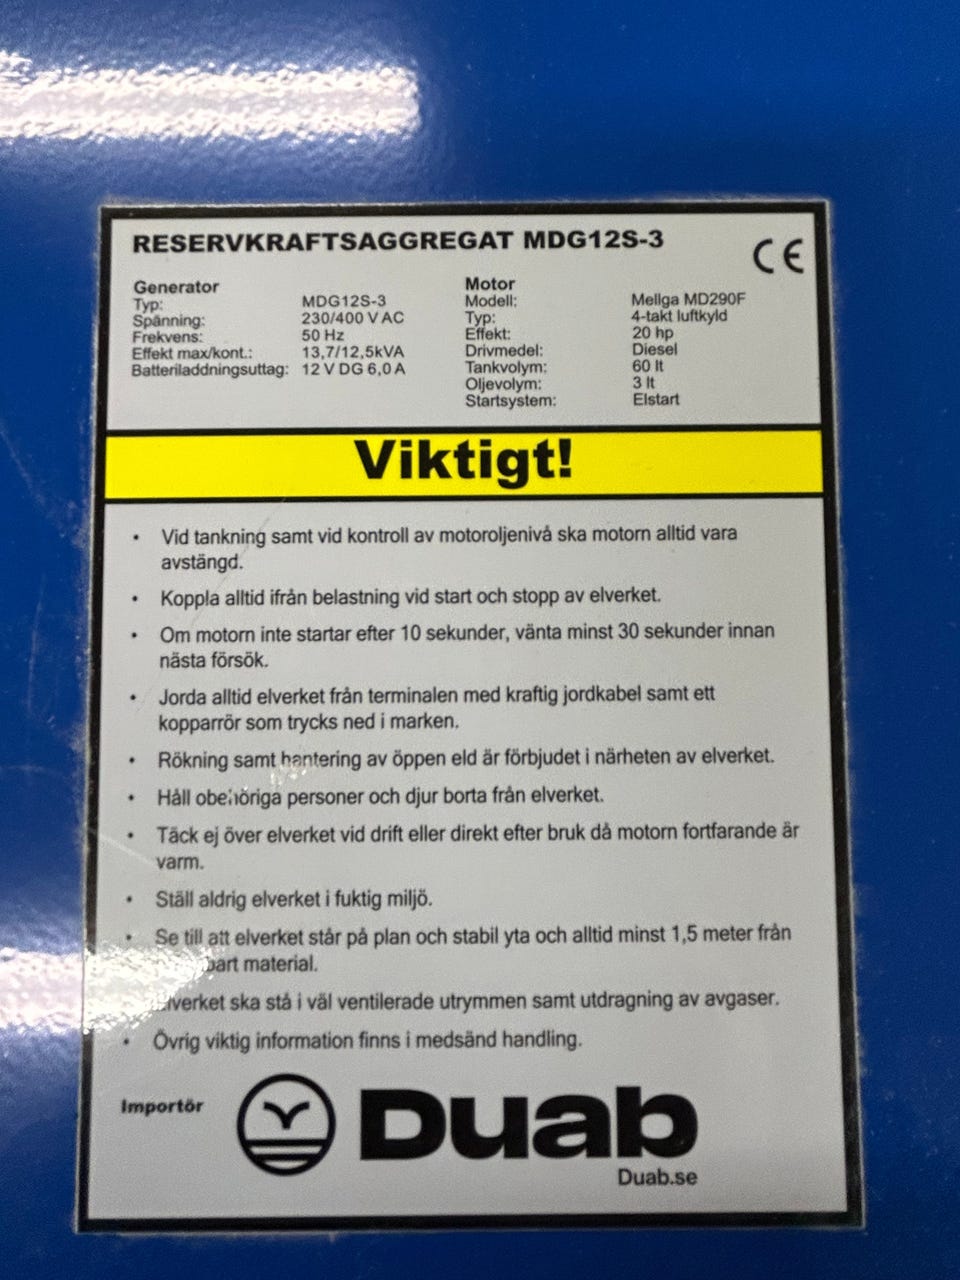 RESERVKRAFTSAGGREGAT MDG12S-3
CE
Generator
Typ: MDG12S-3
Spänning: 230/400 V AC
Frekvens: 50 Hz
Effekt max/kont.: 13,7/12,5kVA
Batteriladdningsuttag: 12 V DG 6,0 A
Motor
Modell: Mellga MD290F
Typ: 4-takt luftkyld
Effekt: 20 hp
Drivmedel: Diesel
Tankvolym: 60 lt
Oljevolym: 3 lt
Startsystem: Elstart
Viktigt!
• Vid tankning samt vid kontroll av motoroljenivå ska motorn alltid vara
avstängd.
• Koppla alltid ifrån belastning vid start och stopp av elverket.
• Om motorn inte startar efter 10 sekunder, vänta minst 30 sekunder innan
nästa försök.
• Jorda alltid elverket från terminalen med kraftig jordkabel samt ett
kopparrör som trycks ned i marken.
• Rökning samt hantering av öppen eld är förbjudet i närheten av elverket.
• Håll obehöriga personer och djur borta från elverket.
• Täck ej över elverket vid drift eller direkt efter bruk då motorn fortfarande är
varm.
• Ställ aldrig elverket i fuktig miljö.
• Se till att elverket står på plan och stabil yta och alltid minst 1,5 meter från
material.
Elverket ska stå i väl ventilerade utrymmen samt utdragning av avgaser.
• Övrig viktig information finns i medsänd handling.
Importör
Duab
Duab.se